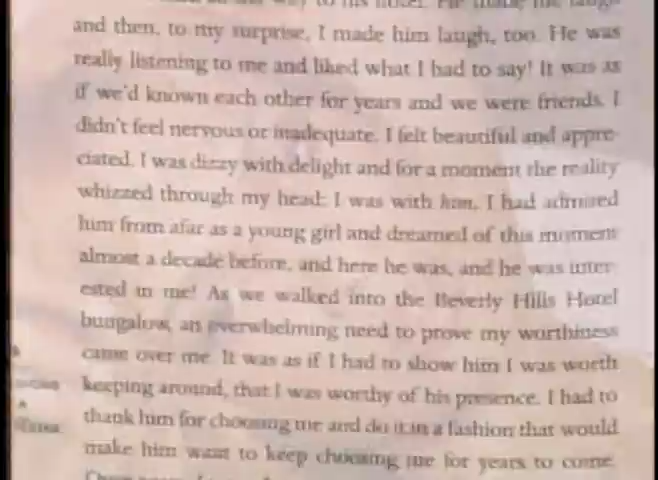 and then, to my surprise, I made him laugh, too. He was
really listening to me and liked what I had to say! It was as
if we'd known each other for years and we were friends. I
didn't feel nervous or inadequate. I felt beautiful and appre-
ciated. I was dizzy with delight and for a moment the reality
whizzed through my head: I was with him. I had admired
him from afar as a young girl and dreamed of this moment
almost a decade before, and here he was, and he was inter-
ested in me! As we walked into the Beverly Hills Hotel
bungalow, an overwhelming need to prove my worthiness
came over me. It was as if I had to show him I was worth
keeping around, that I was worthy of his presence. I had to
thank him for choosing me and do it in a fashion that would
make him want to keep choosing me for years to come.